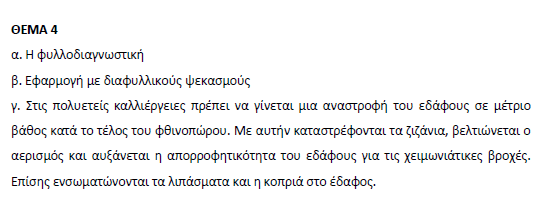 ΘΕΜΑ 4
α. Η φυλλοδιαγνωστική
β. Εφαρμογή με διαφυλλικούς ψεκασμούς
γ. Στις πολυετείς καλλιέργειες πρέπει να γίνεται μια αναστροφή του εδάφους σε μέτριο
βάθος κατά το τέλος του φθινοπώρου. Με αυτήν καταστρέφονται τα ζιζάνια, βελτιώνεται ο
αερισμός και αυξάνεται η απορροφητικότητα του εδάφους για τις χειμωνιάτικες βροχές.
Επίσης ενσωματώνονται τα λιπάσματα και η κοπριά στο έδαφος.